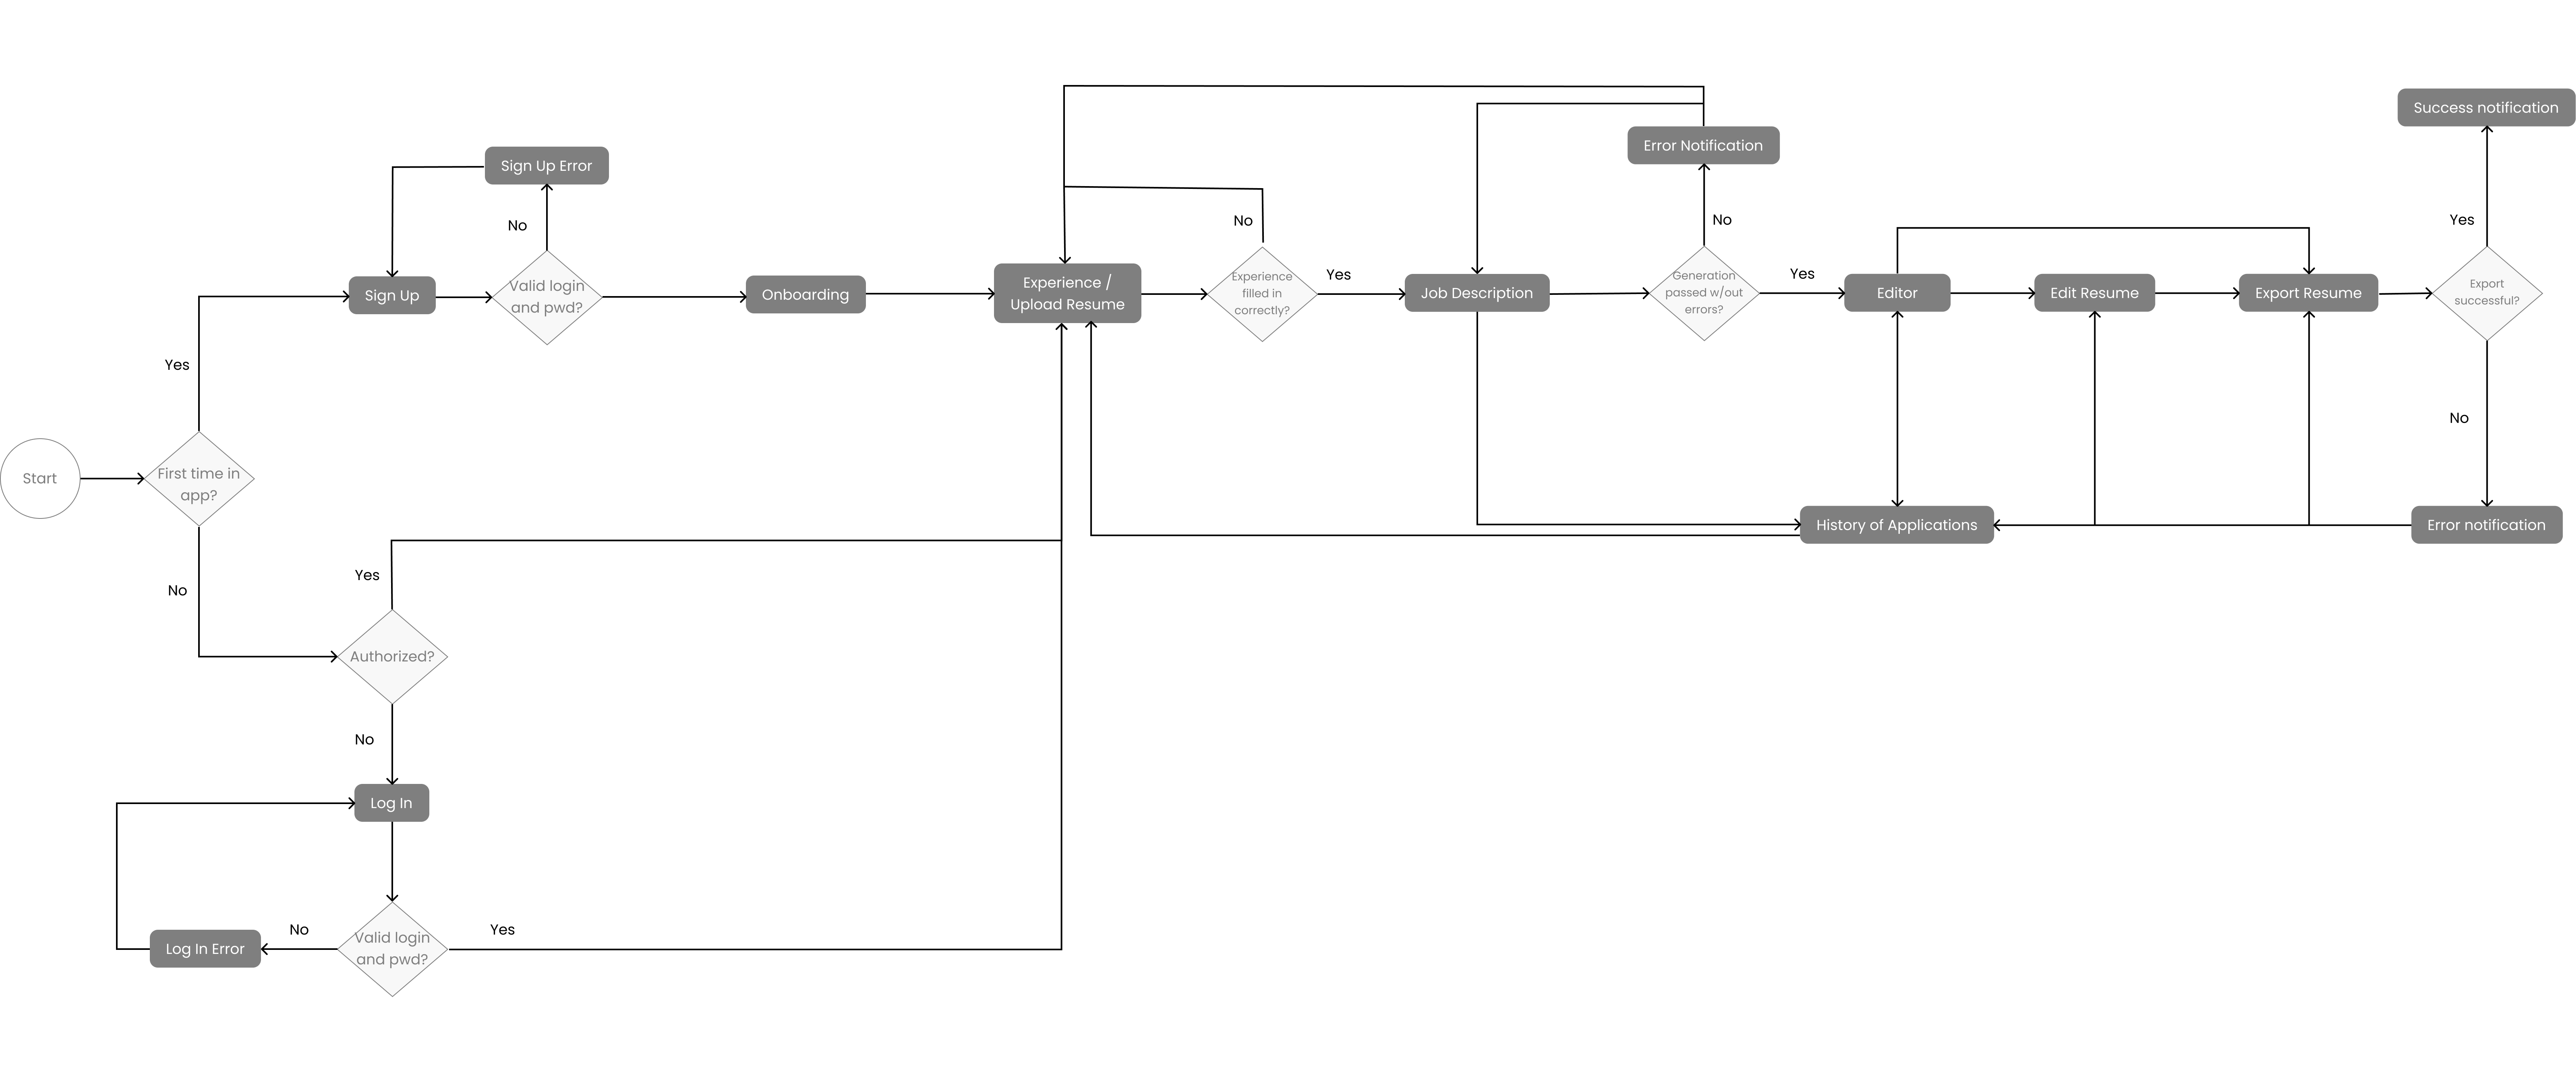 Success notification
Error Notification
Sign Up Error
No
No
No
Yes
Yes
Yes
Yes
Sign Up
Valid login
and pwd?
Onboarding
Experience /
Upload Resume
Experience
filled in
correctly?
Job Description
Generation
passed w/out
errors?
Editor
Edit Resume
Export Resume
Export
successful?
Yes
No
Start
First time in
app?
History of Applications
Error notification
Yes
No
Authorized?
No
Log In
No
Yes
Log In Error
Valid login
and pwd?